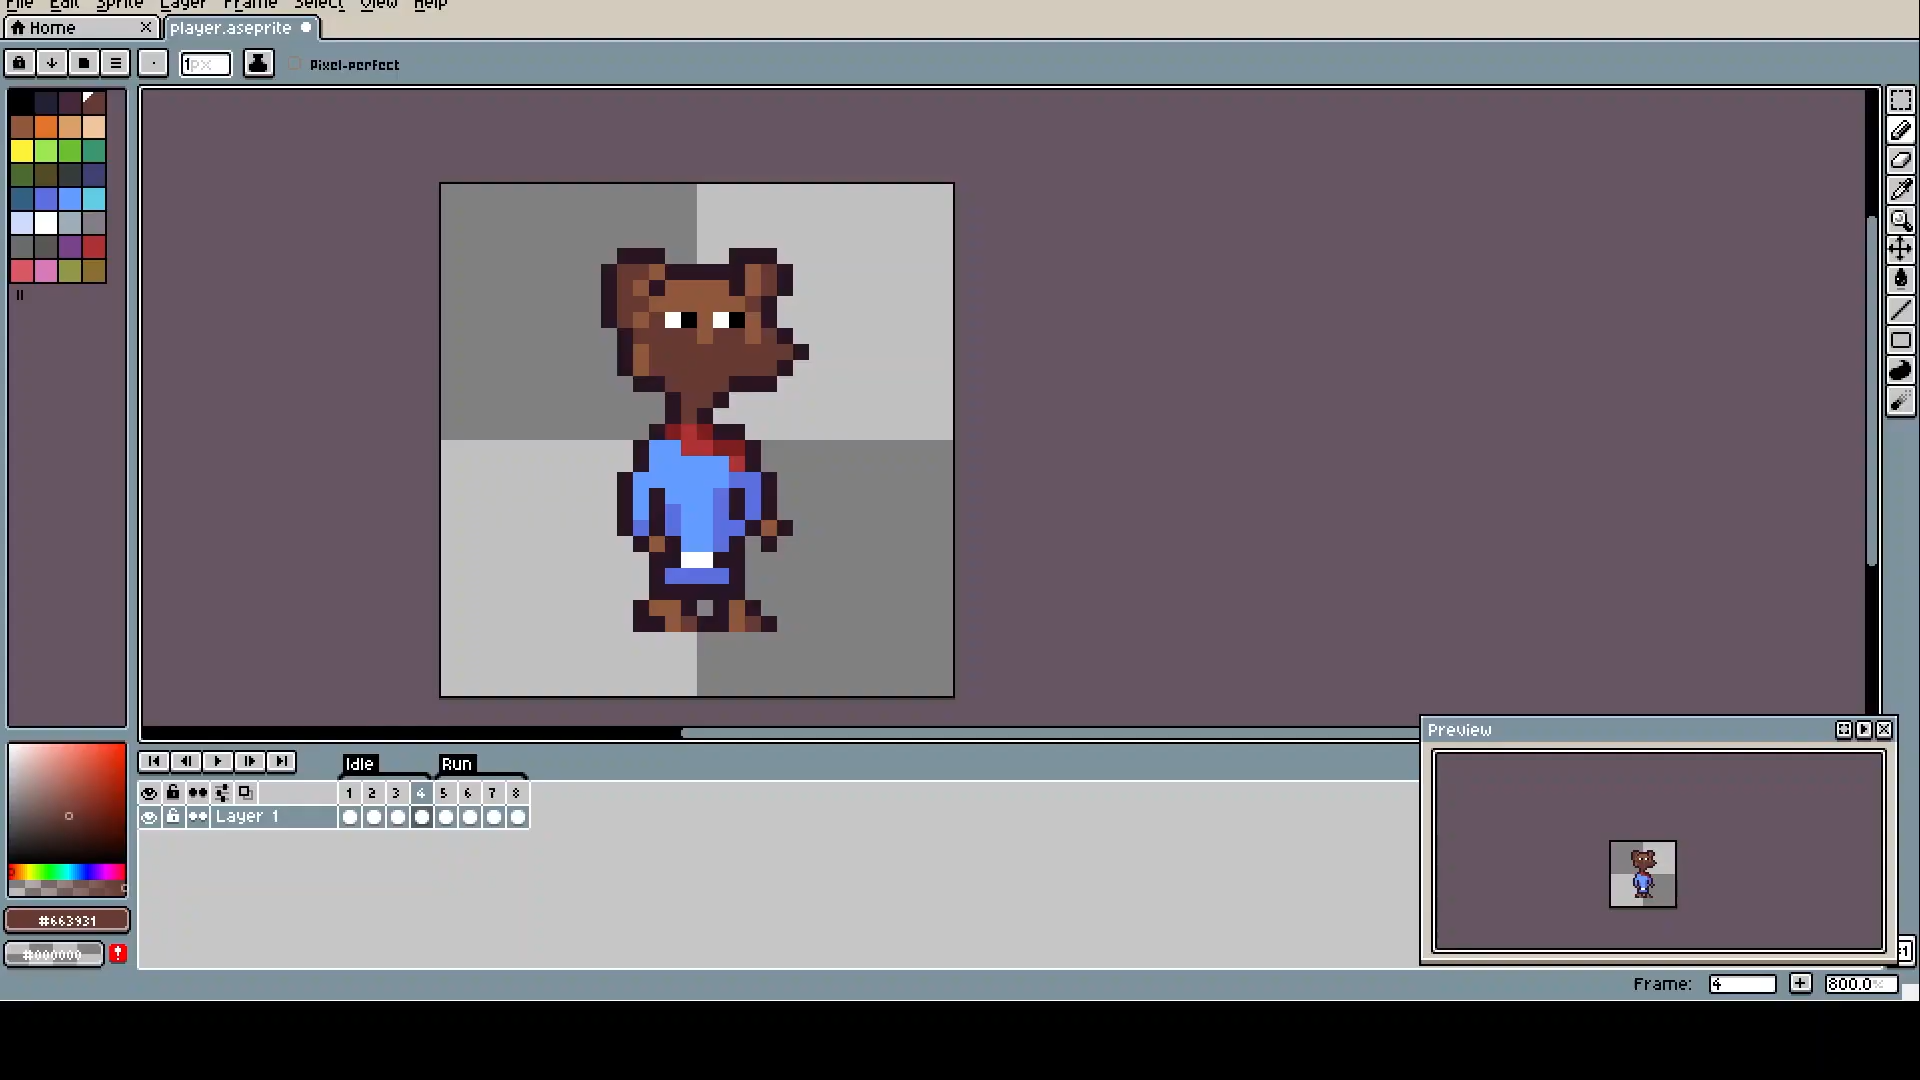 File Edit Sprite Layer Frame Select View Help
Home
player.aseprite
1px
Pixel-perfect
Preview
Idle
Run
1 2 3 4 5 6 7 8
Layer 1
#663931
#000000
Frame: 4
800.0%